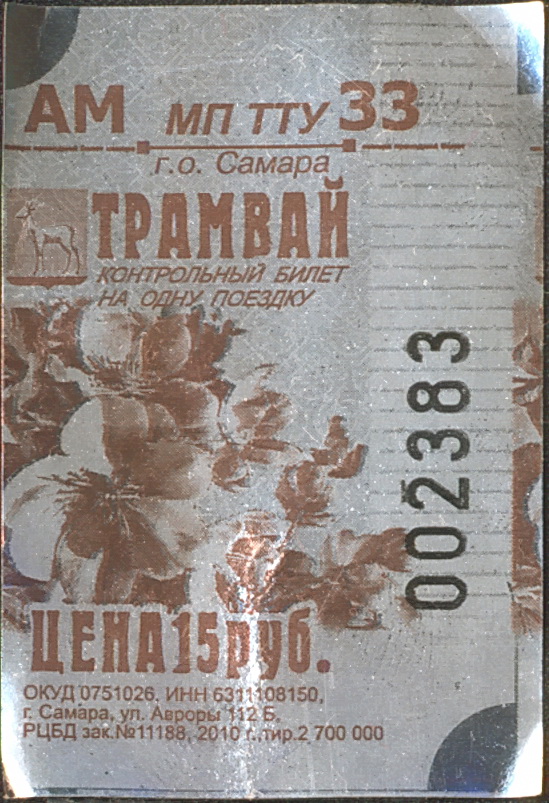 АМ МП ТТУ 33
г.о. Самара
ТРАМВАЙ
КОНТРОЛЬНЫЙ БИЛЕТ
НА ОДНУ ПОЕЗДКУ
002383
ЦЕНА 15 руб.
ОКУД 0751026, ИНН 6311108150,
г. Самара, ул. Авроры 112 Б,
РЦБД зак.№11188, 2010 г.,тир.2 700 000